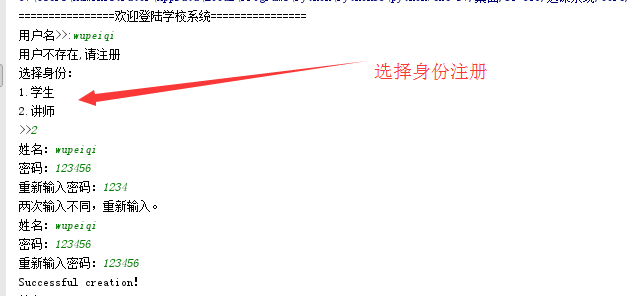 ================欢迎登陆学校系统================
用户名>>:wupeiqi
用户不存在,请注册
选择身份:
1.学生
2.讲师
>>2
姓名：wupeiqi
密码：123456
重新输入密码：1234
两次输入不同，重新输入。
姓名：wupeiqi
密码：123456
重新输入密码：123456
Successful creation!
选择身份注册